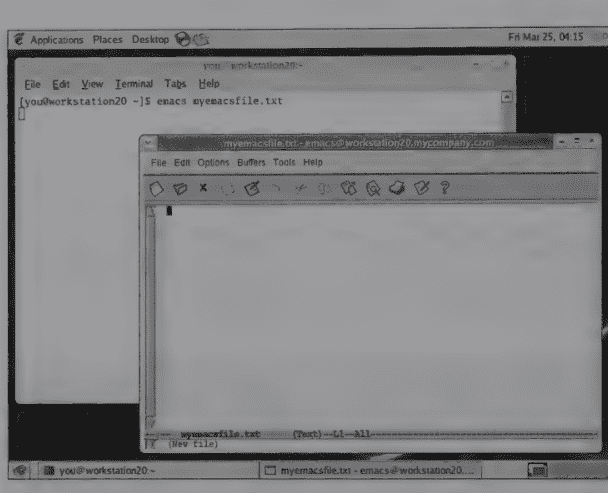 Applications Places Desktop
Fri Mar 25, 04:15
you@workstation20:~
File Edit View Terminal Tabs Help
[you@workstation20 ~]$ emacs myemacsfile.txt
myemacsfile.txt - emacs@workstation20.mycompany.com
File Edit Options Buffers Tools Help
myemacsfile.txt (Text)--L1--All
(New file)
you@workstation20:~
myemacsfile.txt - emacs@workstation20....